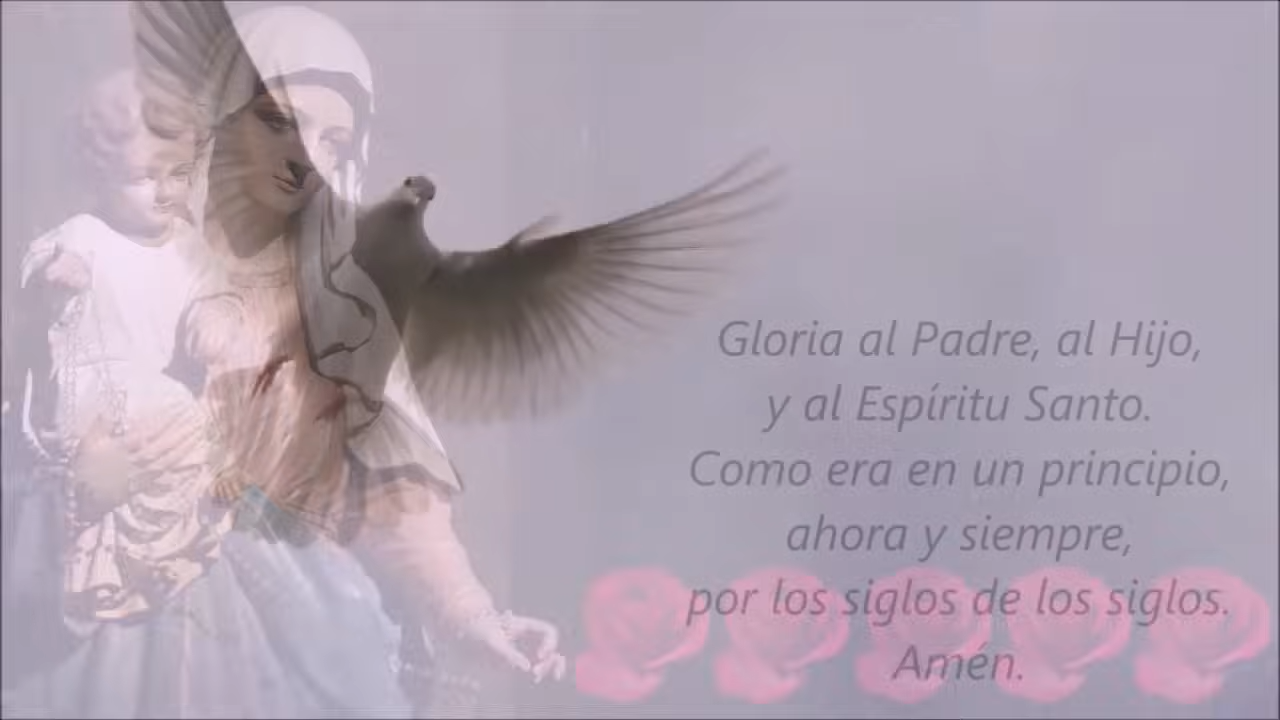 Gloria al Padre, al Hijo,
y al Espíritu Santo.
Como era en un principio,
ahora y siempre,
por los siglos de los siglos.
Amén.